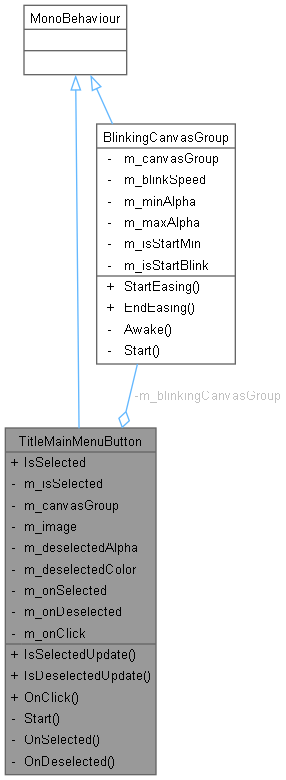 MonoBehaviour
BlinkingCanvasGroup
- m_canvasGroup
- m_blinkSpeed
- m_minAlpha
- m_maxAlpha
- m_isStartMin
- m_isStartBlink
+ StartEasing()
+ EndEasing()
- Awake()
- Start()
-m_blinkingCanvasGroup
TitleMainMenuButton
+ IsSelected
- m_isSelected
- m_canvasGroup
- m_image
- m_deselectedAlpha
- m_deselectedColor
- m_onSelected
- m_onDeselected
- m_onClick
+ IsSelectedUpdate()
+ IsDeselectedUpdate()
+ OnClick()
- Start()
- OnSelected()
- OnDeselected()